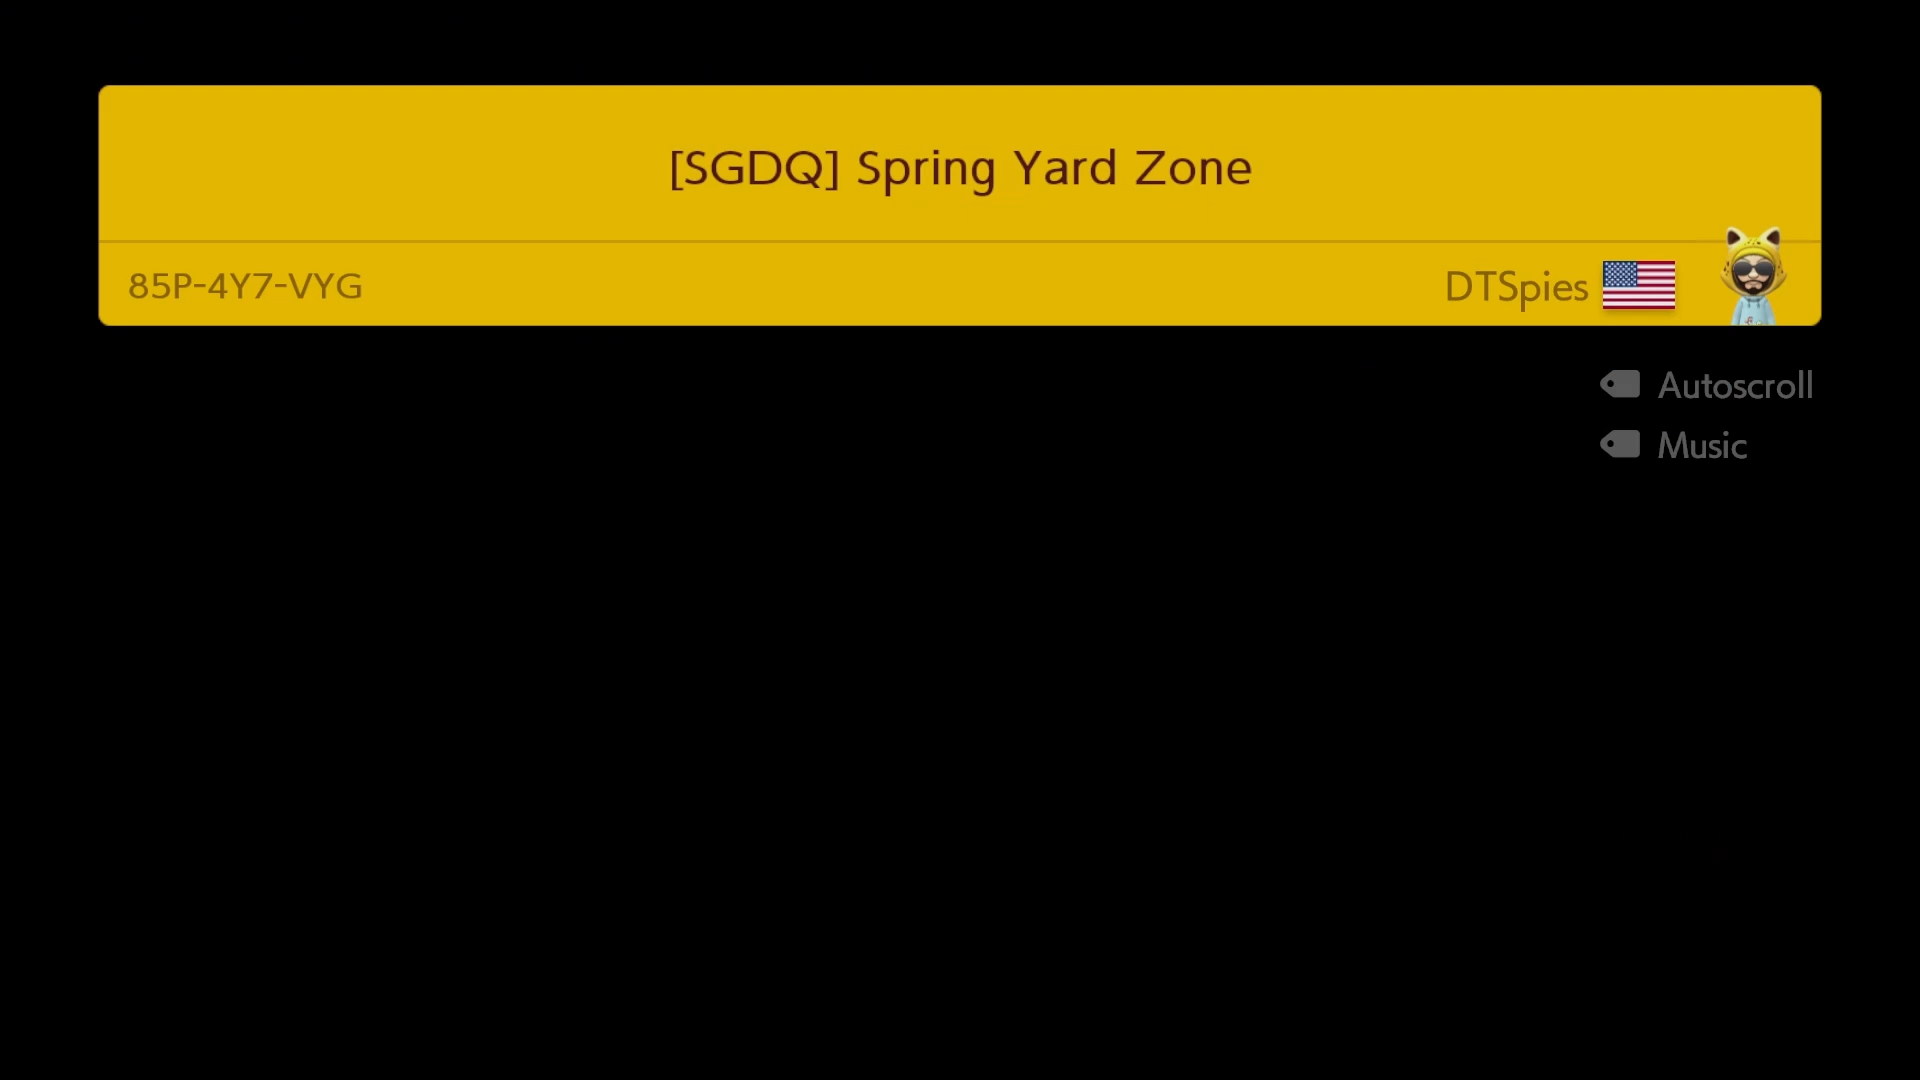 [SGDQ] Spring Yard Zone
85P-4Y7-VYG
DTSpies
Autoscroll
Music